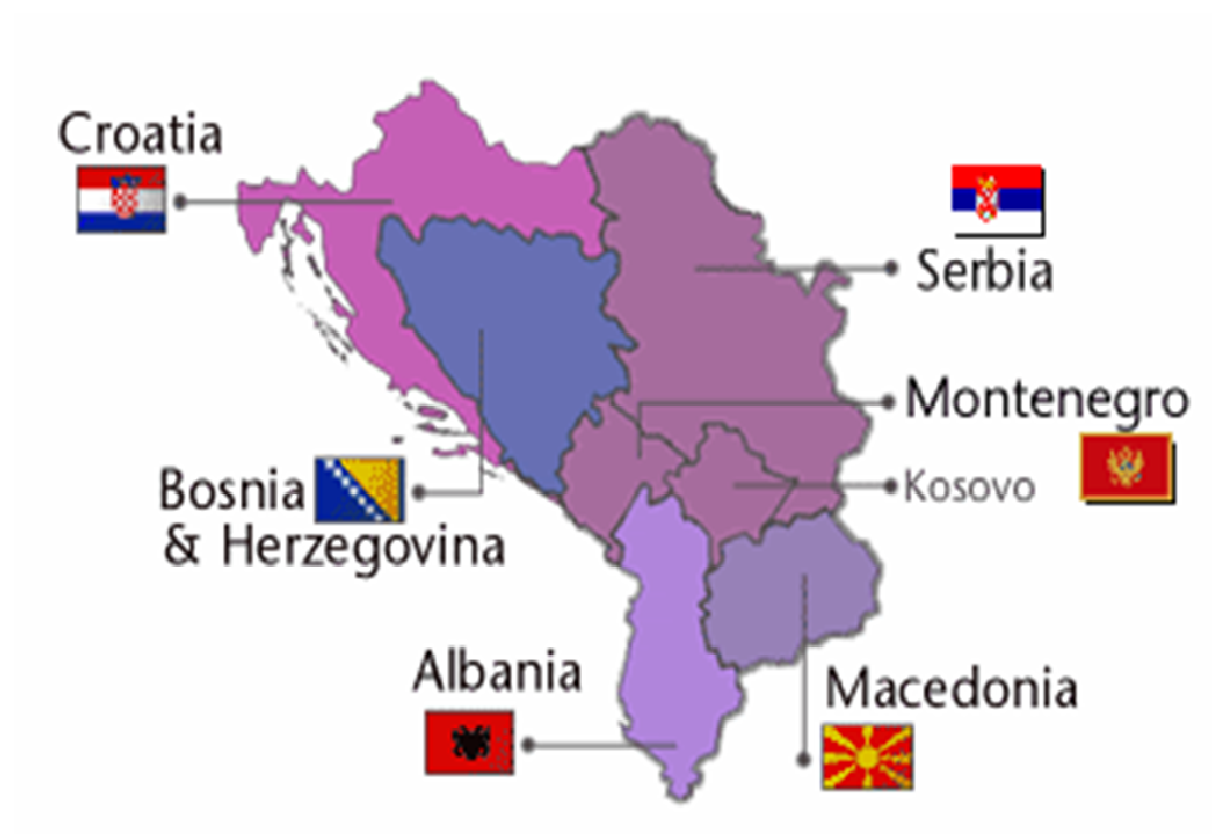 Croatia
Serbia
Montenegro
Kosovo
Bosnia
& Herzegovina
Albania
Macedonia